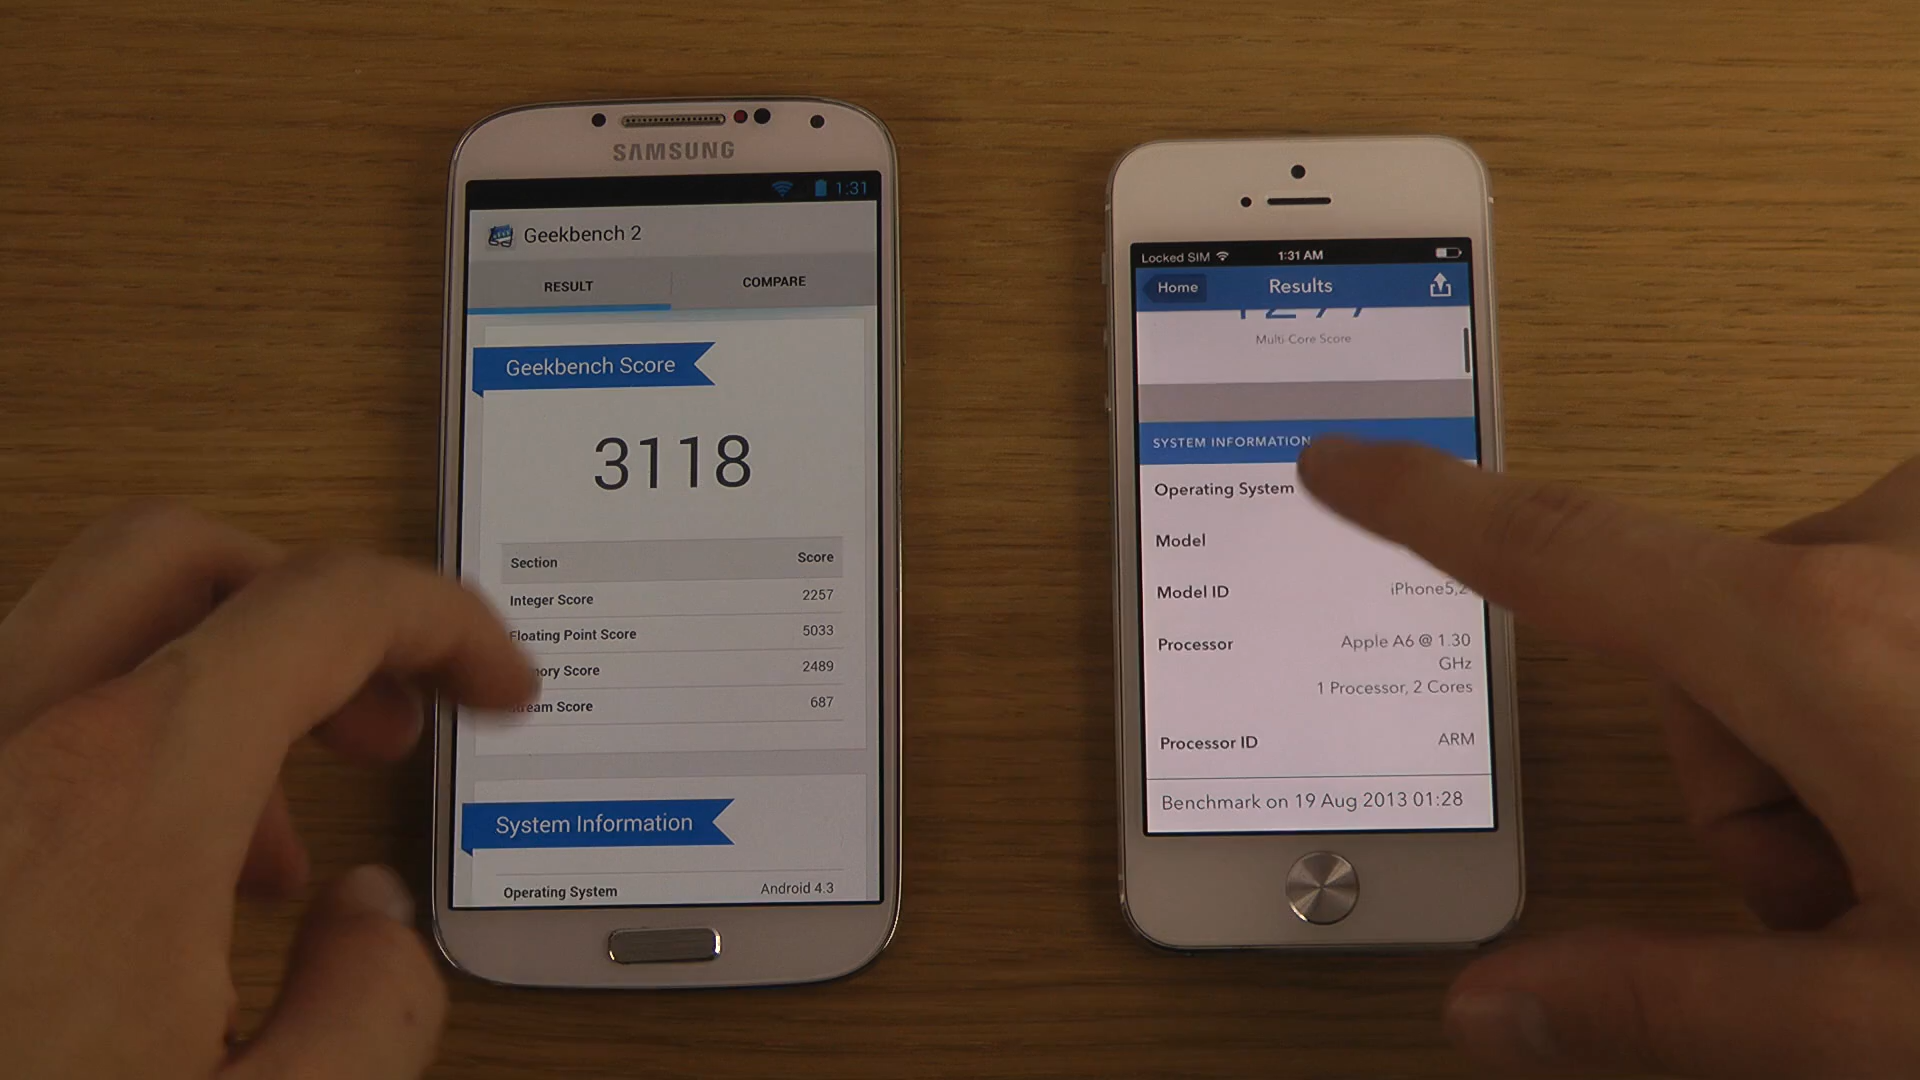 SAMSUNG
1:31
Geekbench 2
RESULT
COMPARE
Geekbench Score
3118
Section Score
Integer Score 2257
Floating Point Score 5033
Score 2489
Score 687
System Information
Operating System Android 4.3
Locked SIM 1:31 AM
Home Results
Multi-Core Score
SYSTEM INFORMATION
Operating System
Model
Model ID iPhone5,2
Processor Apple A6 @ 1.30
GHz
1 Processor, 2 Cores
Processor ID ARM
Benchmark on 19 Aug 2013 01:28